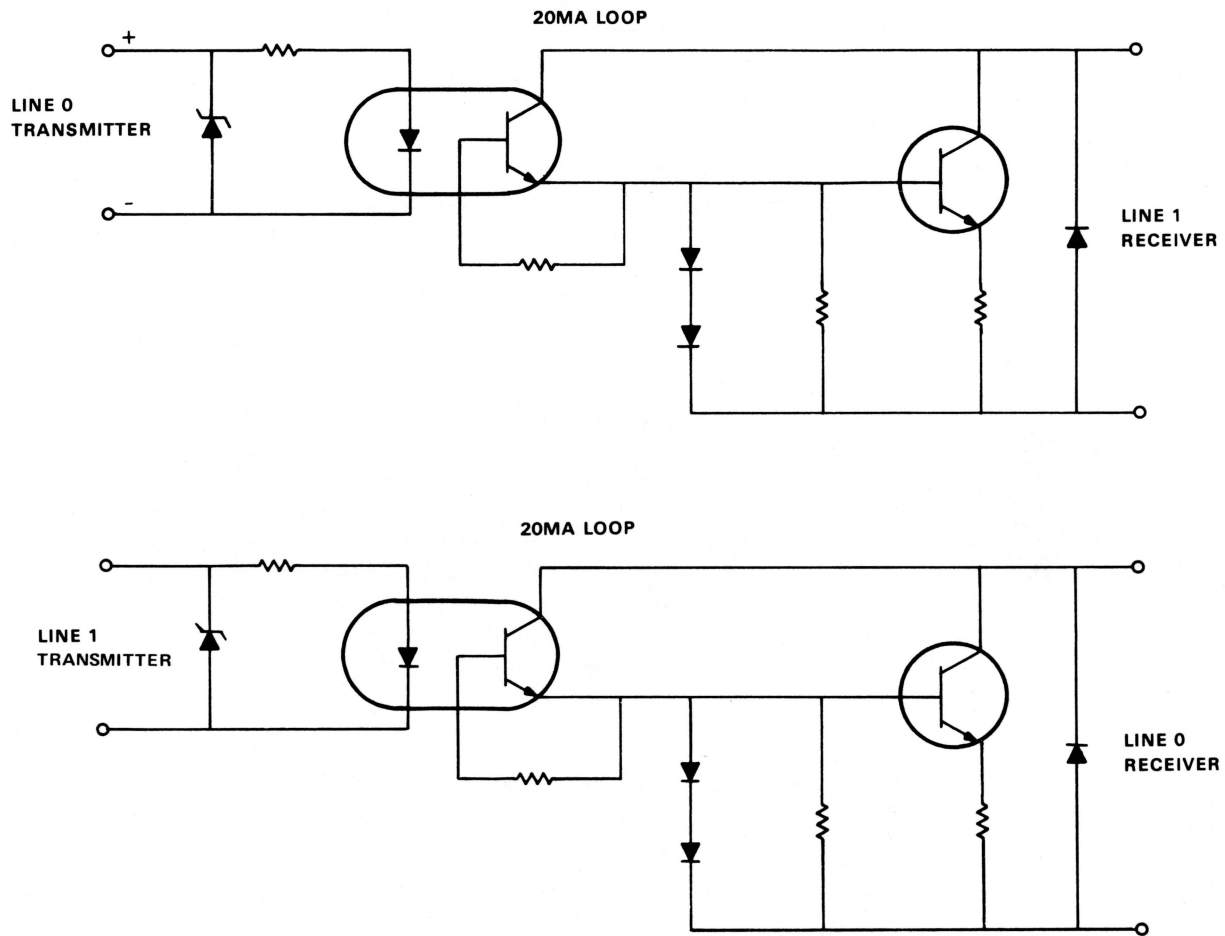 20MA LOOP
+
LINE 0
TRANSMITTER
-
LINE 1
RECEIVER
20MA LOOP
LINE 1
TRANSMITTER
LINE 0
RECEIVER